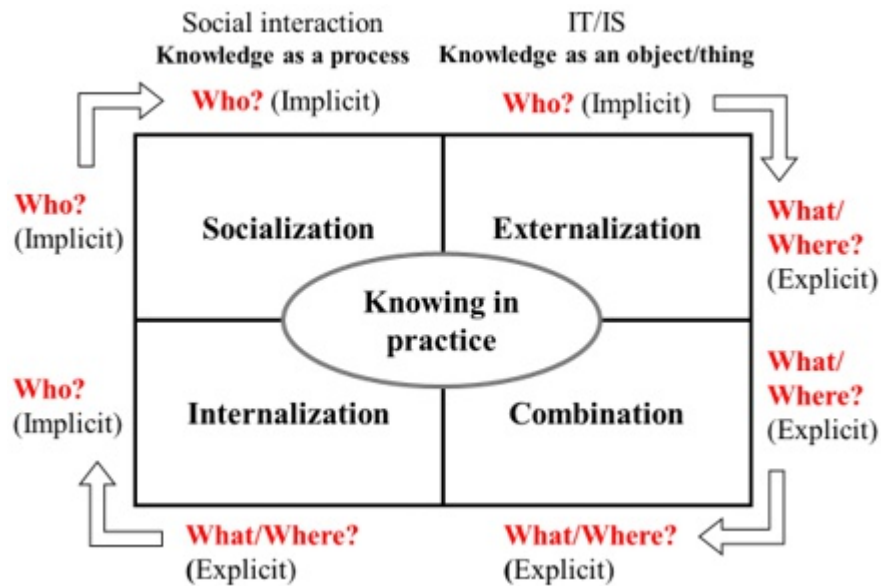 Social interaction
Knowledge as a process
IT/IS
Knowledge as an object/thing
Who? (Implicit)
Who? (Implicit)
Who?
(Implicit)
Socialization
Externalization
What/
Where?
(Explicit)
Knowing in
practice
Who?
(Implicit)
Internalization
Combination
What/
Where?
(Explicit)
What/Where?
(Explicit)
What/Where?
(Explicit)